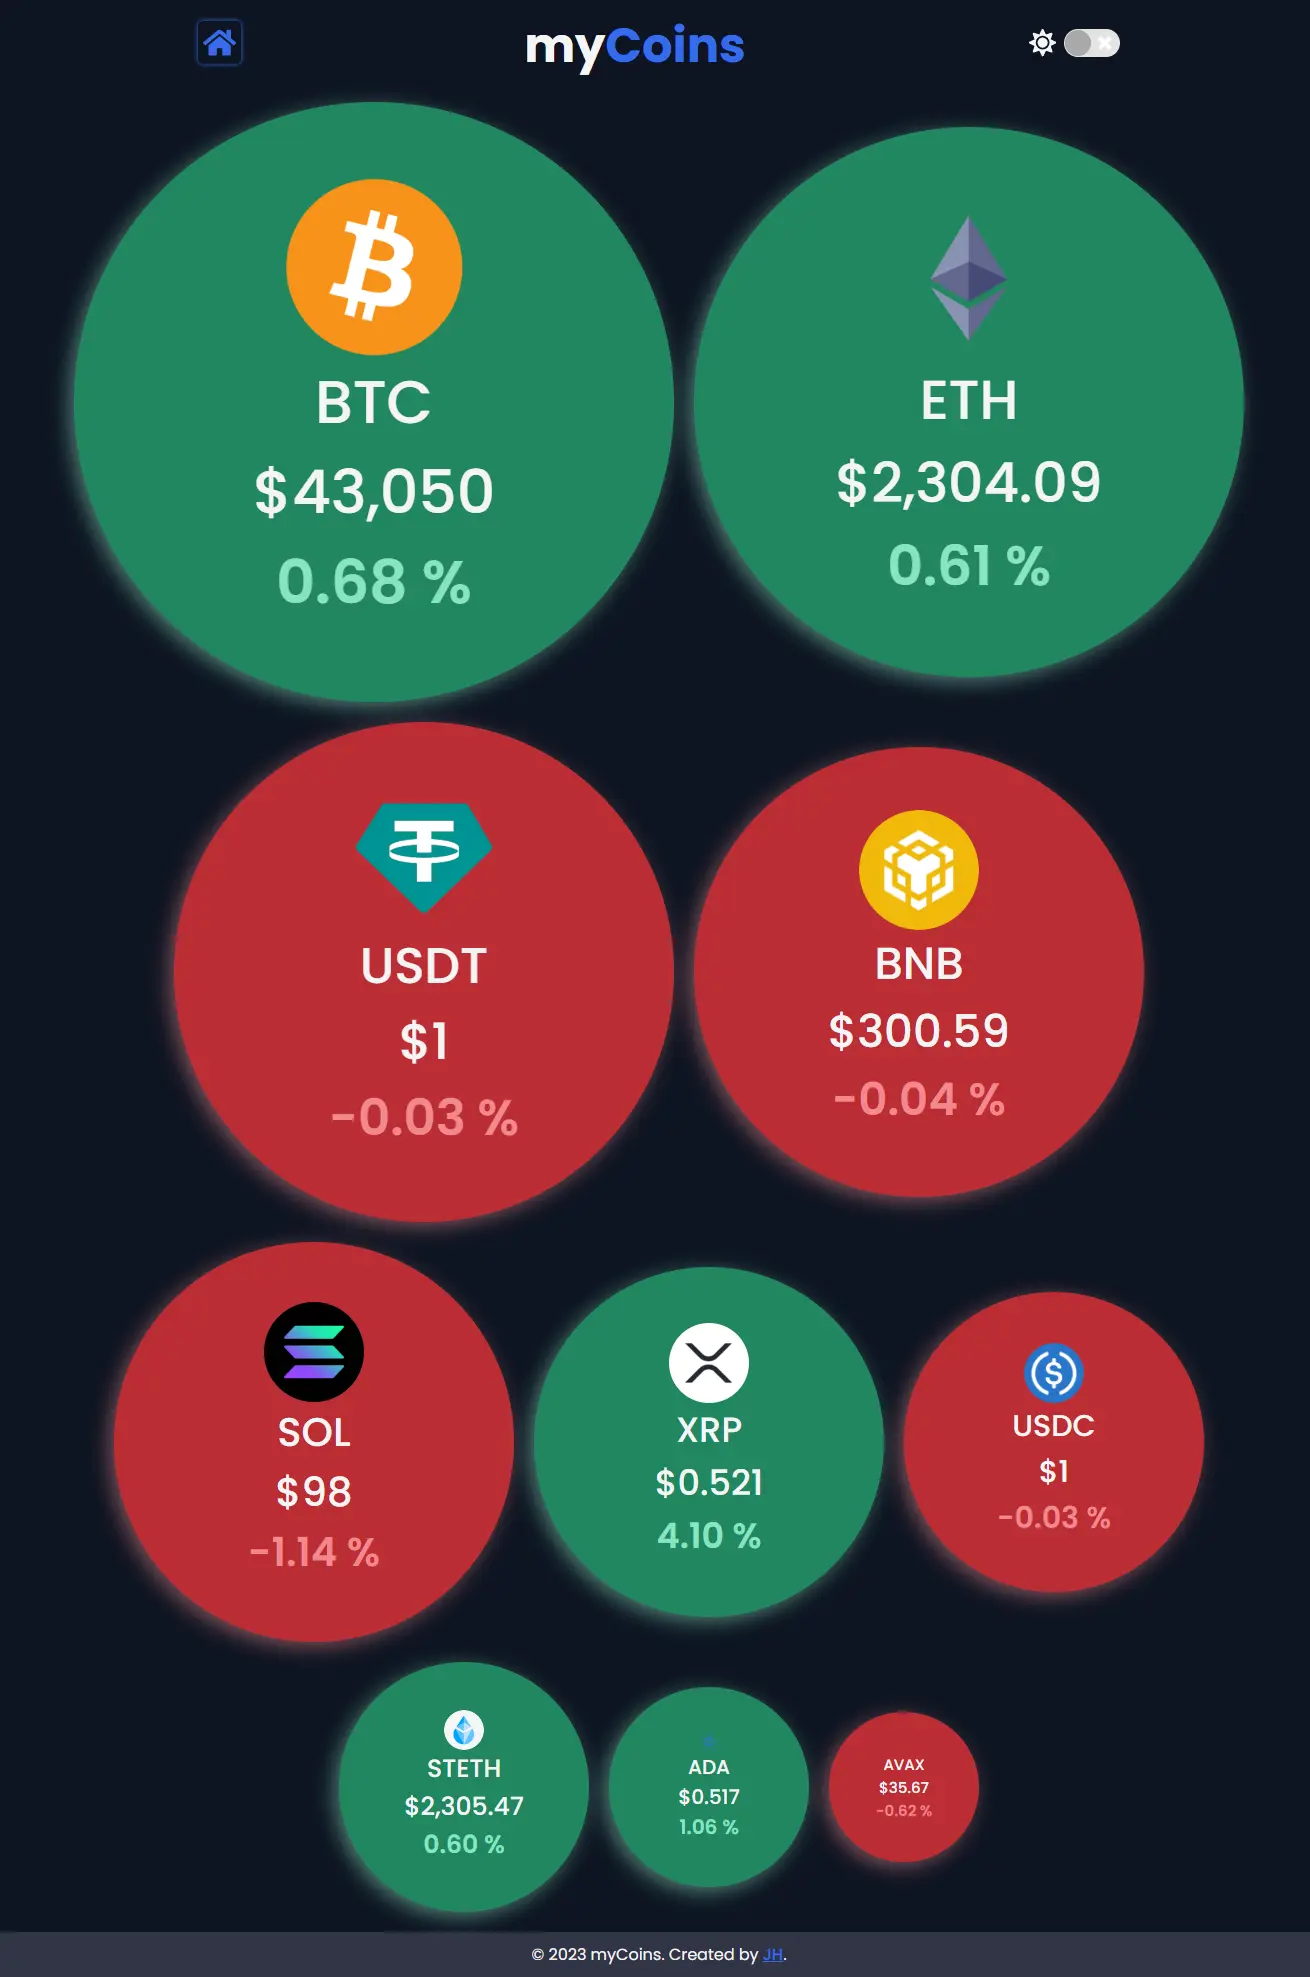 myCoins
BTC
$43,050
0.68 %
ETH
$2,304.09
0.61 %
USDT
$1
-0.03 %
BNB
$300.59
-0.04 %
SOL
$98
-1.14 %
XRP
$0.521
4.10 %
USDC
$1
-0.03 %
STETH
$2,305.47
0.60 %
ADA
$0.517
1.06 %
AVAX
$35.67
-0.62 %
© 2023 myCoins. Created by JH.